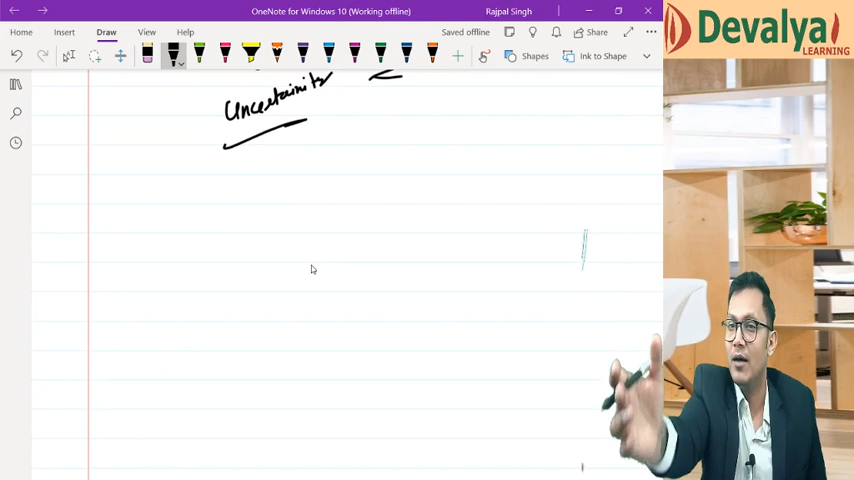 OneNote for Windows 10 (Working offline)
Rajpal Singh
Home Insert Draw View Help
Saved offline
Share
Shapes
Ink to Shape
Devalya
LEARNING
Uncertainity